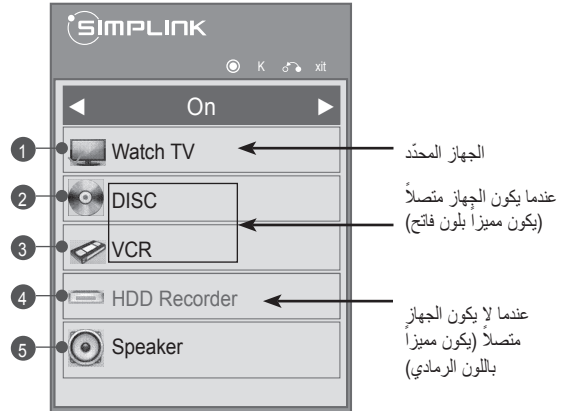 SIMPLINK
K xit
◀ On ▶
1 Watch TV
2 DISC
3 VCR
4 HDD Recorder
5 Speaker
الجهاز المحدّد
عندما يكون الجهاز متصلاً
(يكون مميزاً بلون فاتح)
عندما لا يكون الجهاز
متصلاً (يكون مميزاً
باللون الرمادي)